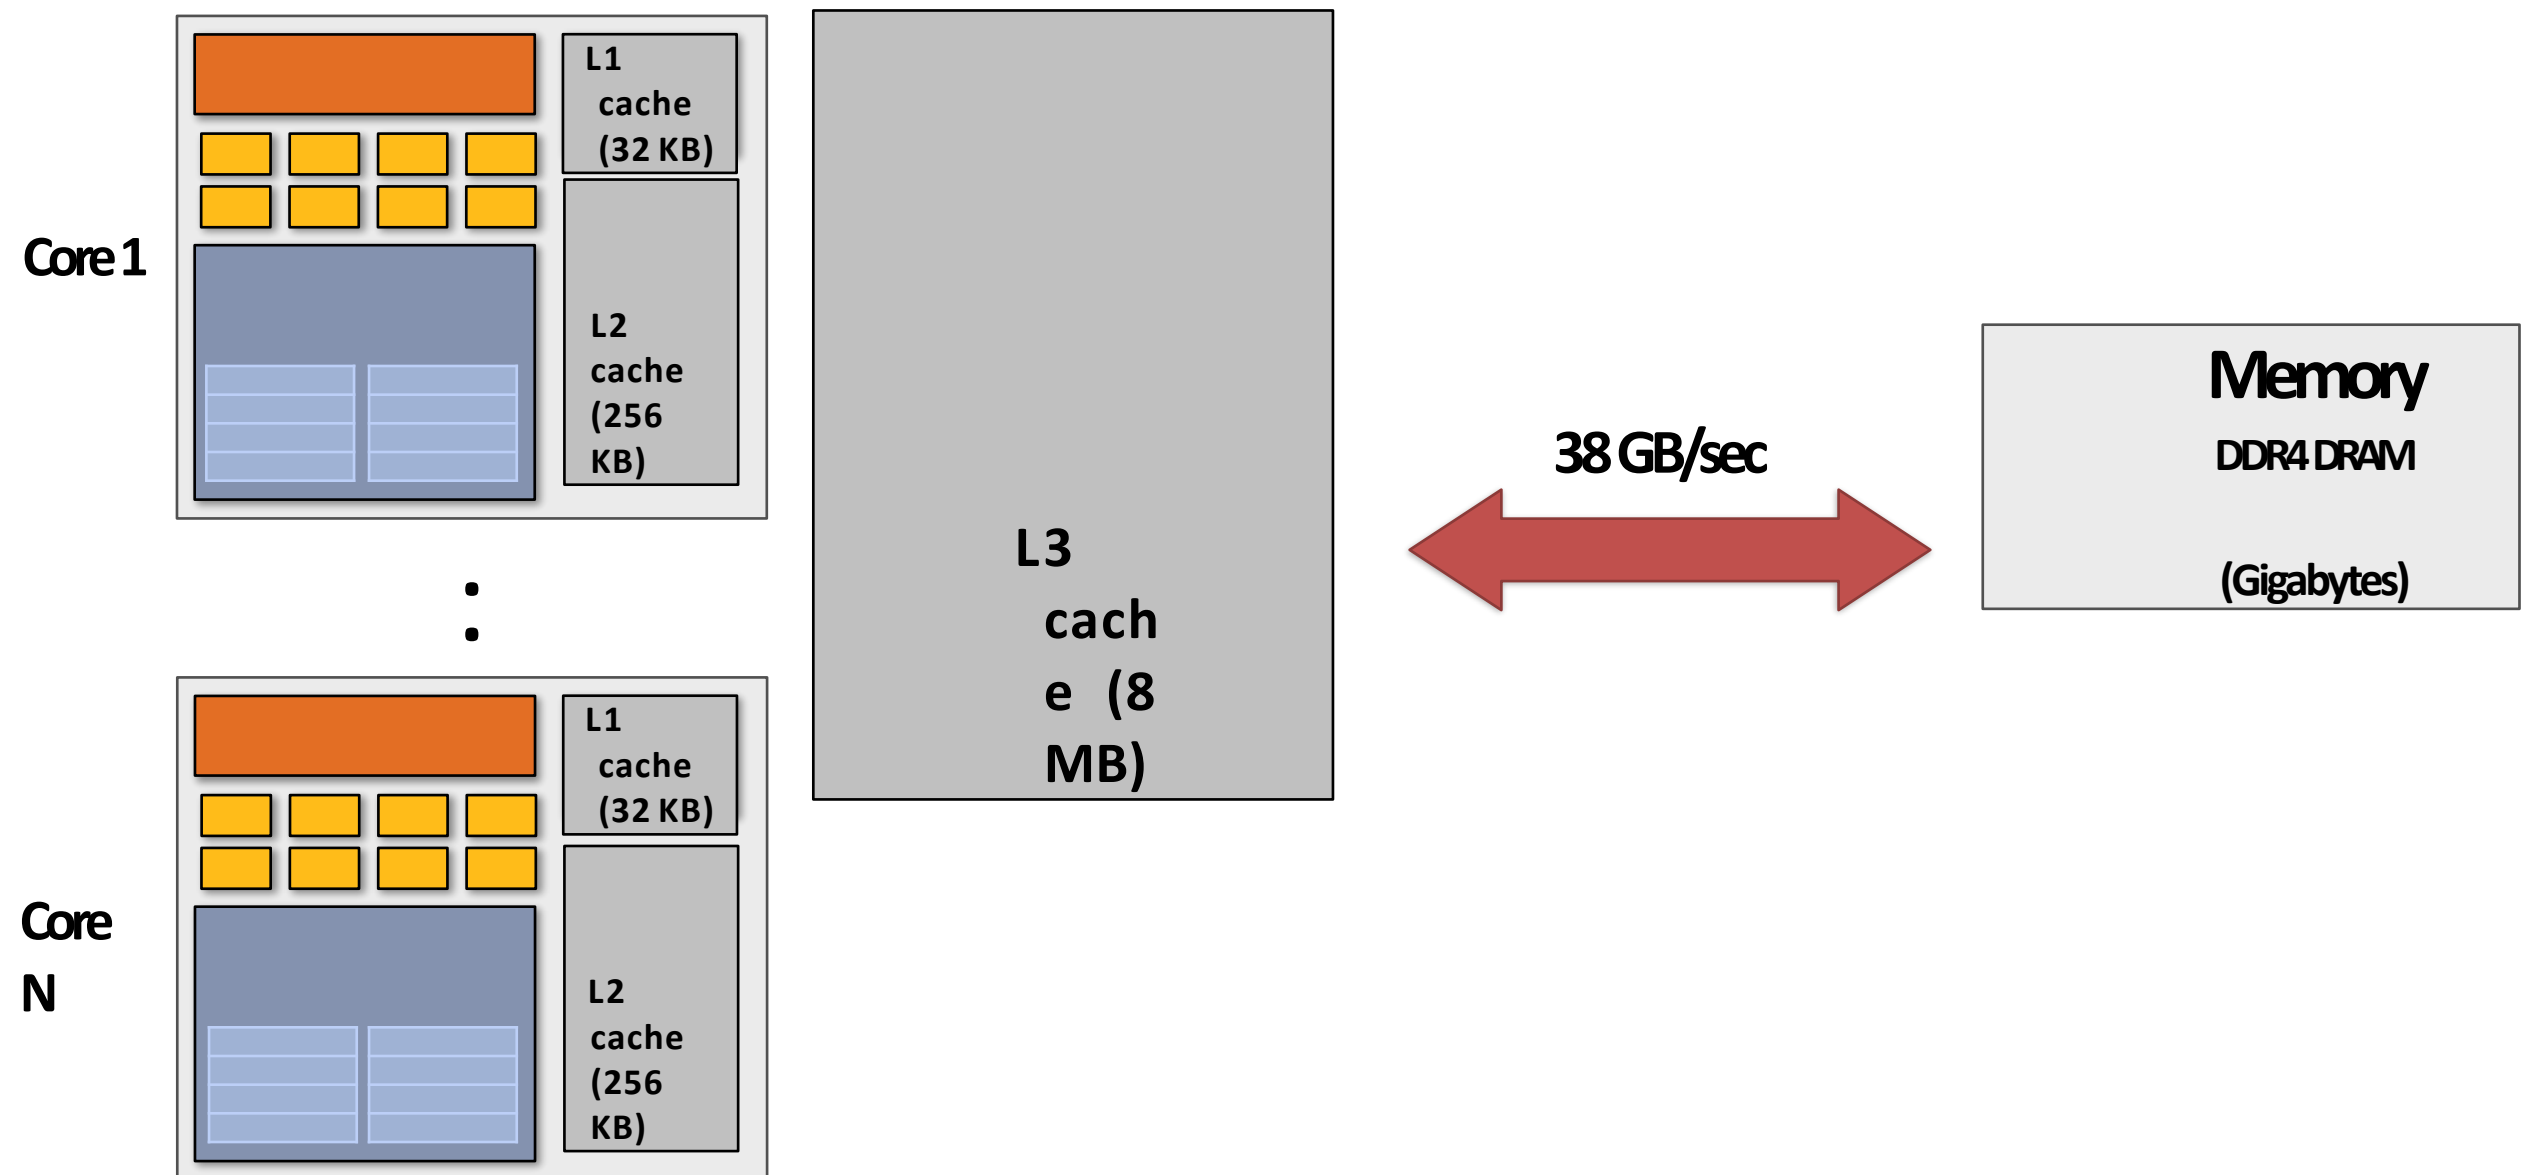 Core 1
L1
cache
(32 KB)
L2
cache
(256
KB)
L3
cach
e (8
MB)
38 GB/sec
Memory
DDR4 DRAM
(Gigabytes)
:
Core
N
L1
cache
(32 KB)
L2
cache
(256
KB)